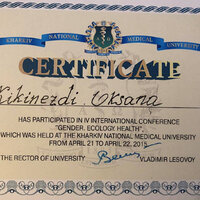 KHARKIV NATIONAL MEDICAL UNIVERSITY
CERTIFICATE
Kikinezdi Oksana
HAS PARTICIPATED IN IV INTERNATIONAL CONFERENCE
"GENDER. ECOLOGY HEALTH",
WHICH WAS HELD AT THE KHARKIV NATIONAL MEDICAL UNIVERSITY
FROM APRIL 21 TO APRIL 22, 2015
THE RECTOR OF UNIVERSITY VLADIMIR LESOVOY